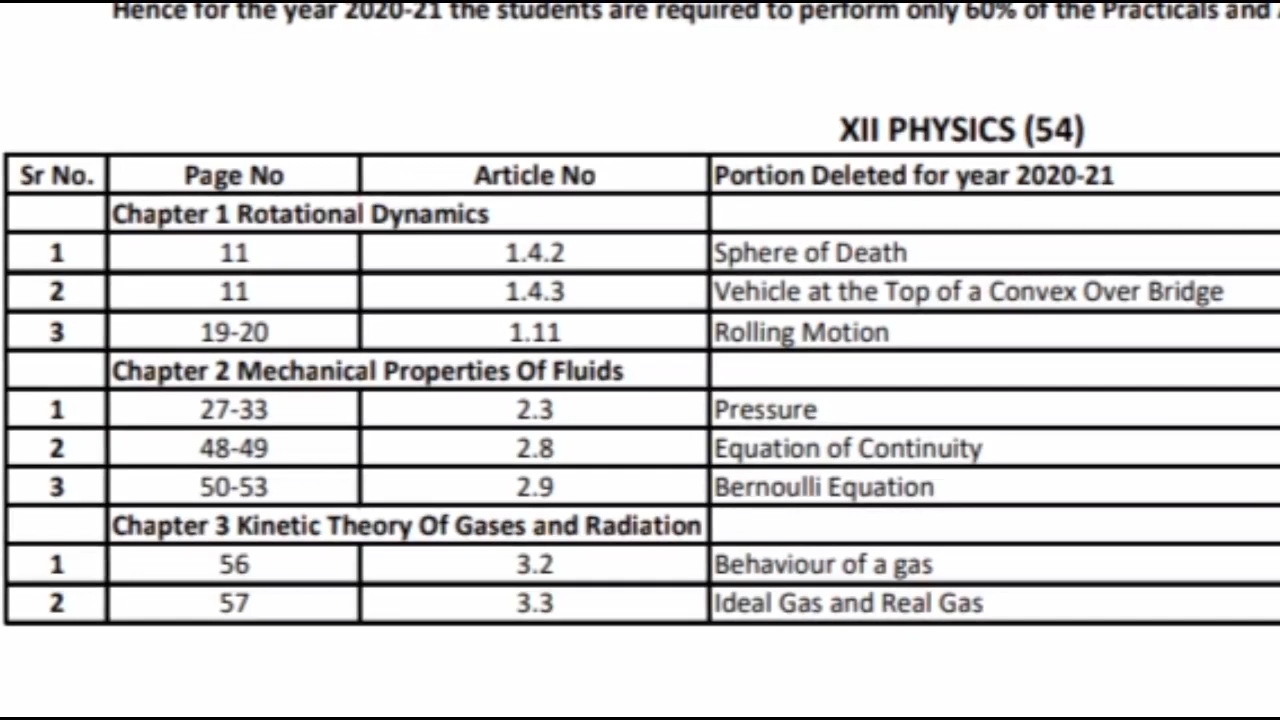 Hence for the year 2020-21 the students are required to perform only 60% of the Practicals and
XII PHYSICS (54)
Sr No. Page No Article No Portion Deleted for year 2020-21
Chapter 1 Rotational Dynamics
1 11 1.4.2 Sphere of Death
2 11 1.4.3 Vehicle at the Top of a Convex Over Bridge
3 19-20 1.11 Rolling Motion
Chapter 2 Mechanical Properties Of Fluids
1 27-33 2.3 Pressure
2 48-49 2.8 Equation of Continuity
3 50-53 2.9 Bernoulli Equation
Chapter 3 Kinetic Theory Of Gases and Radiation
1 56 3.2 Behaviour of a gas
2 57 3.3 Ideal Gas and Real Gas